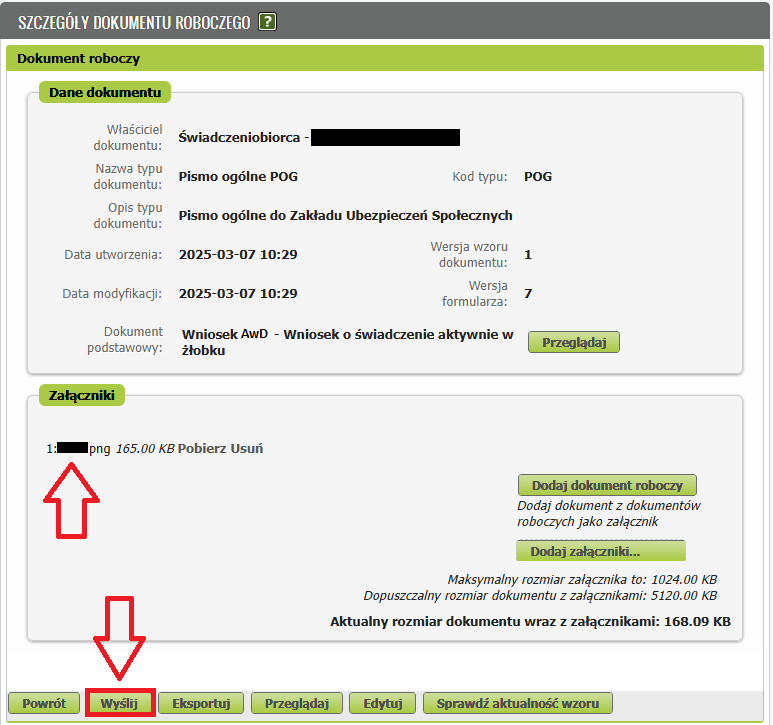 SZCZEGÓŁY DOKUMENTU ROBOCZEGO ?
Dokument roboczy
Dane dokumentu
Właściciel dokumentu: Świadczeniobiorca -
Nazwa typu dokumentu: Pismo ogólne POG Kod typu: POG
Opis typu dokumentu: Pismo ogólne do Zakładu Ubezpieczeń Społecznych
Data utworzenia: 2025-03-07 10:29 Wersja wzoru dokumentu: 1
Data modyfikacji: 2025-03-07 10:29 Wersja formularza: 7
Dokument podstawowy: Wniosek AwD - Wniosek o świadczenie aktywnie w żłobku Przeglądaj
Załączniki
1: png 165.00 KB Pobierz Usuń
Dodaj dokument roboczy
Dodaj dokument z dokumentów
roboczych jako załącznik
Dodaj załączniki...
Maksymalny rozmiar załącznika to: 1024.00 KB
Dopuszczalny rozmiar dokumentu z załącznikami: 5120.00 KB
Aktualny rozmiar dokumentu wraz z załącznikami: 168.09 KB
Powrót Wyślij Eksportuj Przeglądaj Edytuj Sprawdź aktualność wzoru